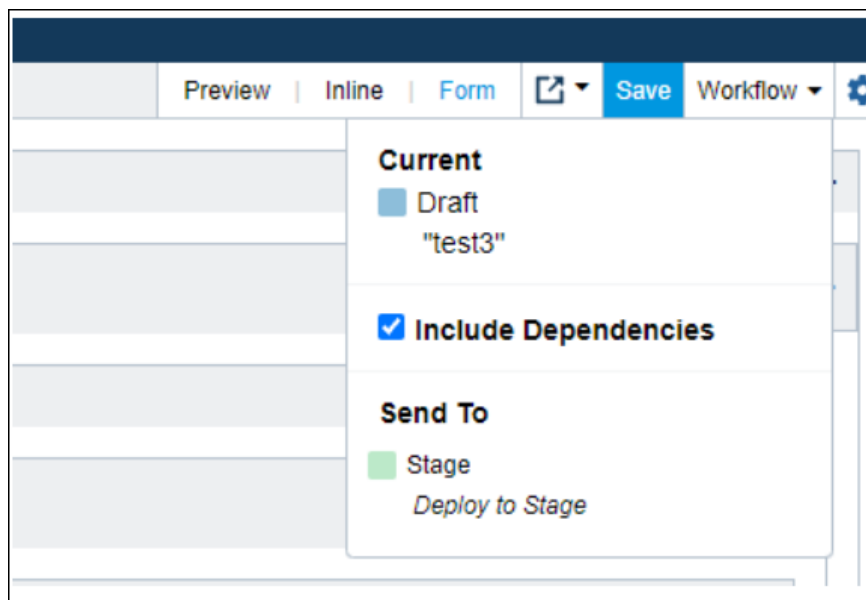 Preview | Inline | Form Save Workflow
Current
Draft
"test3"
Include Dependencies
Send To
Stage
Deploy to Stage